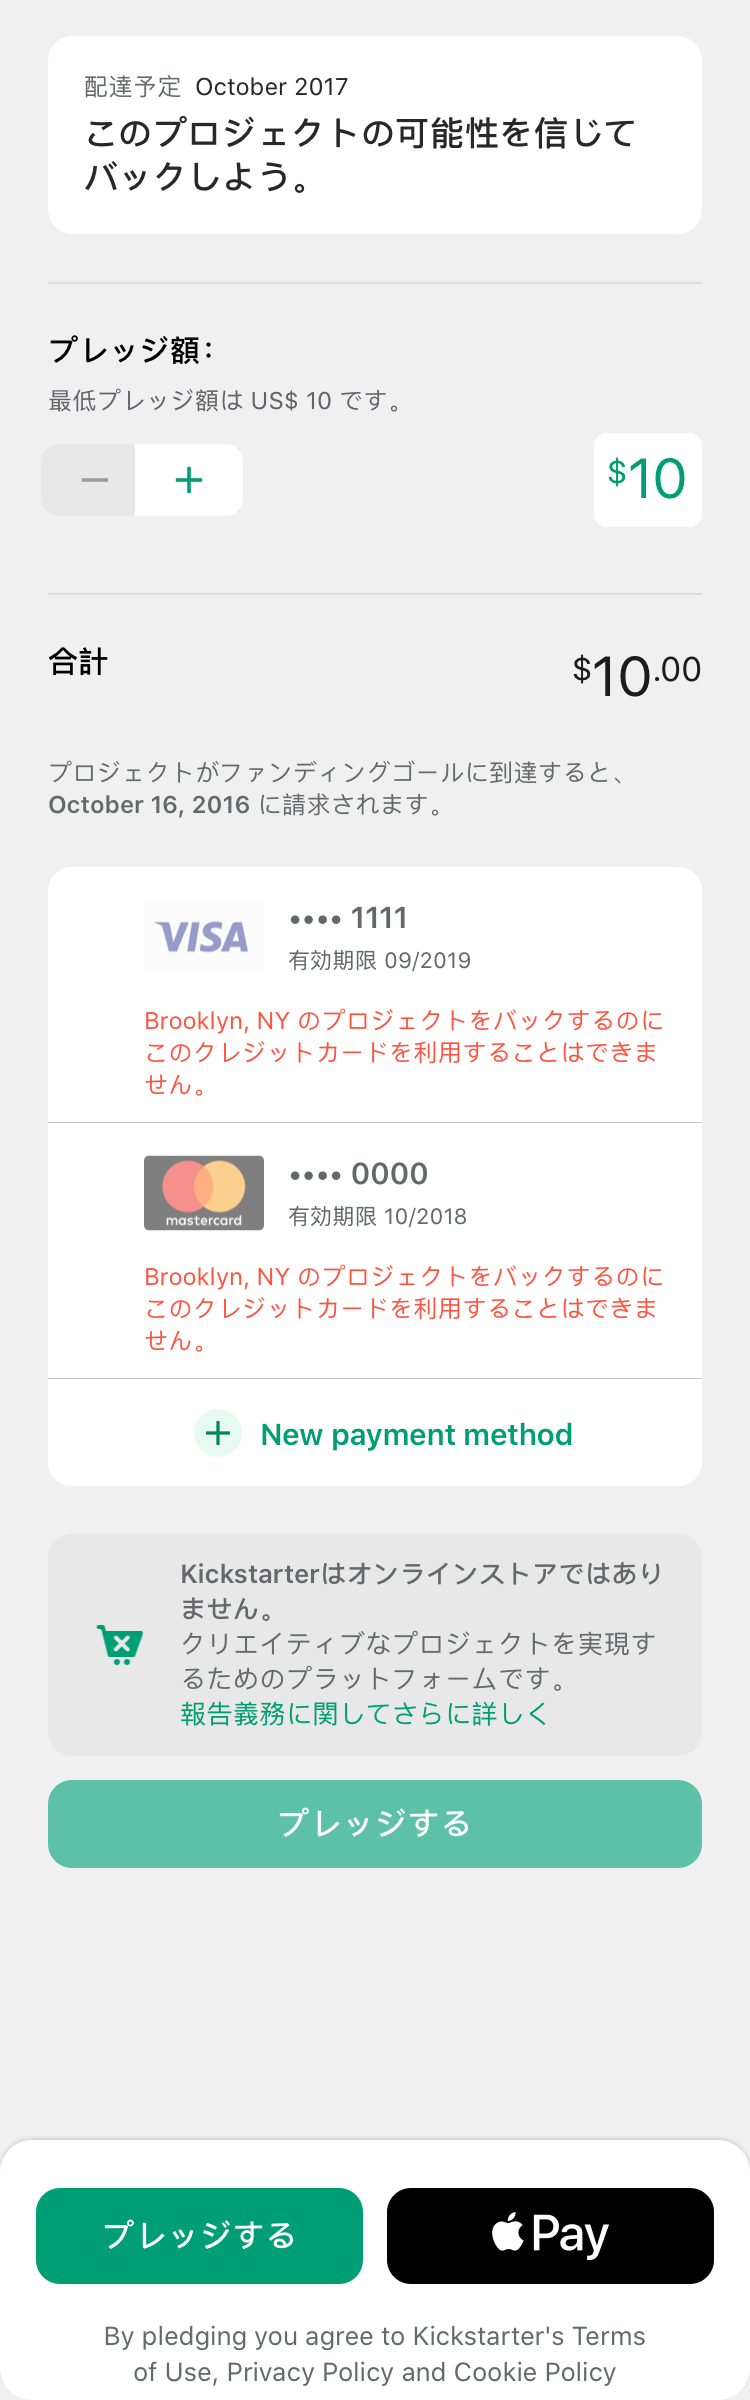 配達予定 October 2017
このプロジェクトの可能性を信じて
バックしよう。
プレッジ額：
最低プレッジ額は US$ 10 です。
− + $10
合計 $10.00
プロジェクトがファンディングゴールに到達すると、
October 16, 2016 に請求されます。
VISA •••• 1111
有効期限 09/2019
Brooklyn, NY のプロジェクトをバックするのに
このクレジットカードを利用することはできま
せん。
mastercard •••• 0000
有効期限 10/2018
Brooklyn, NY のプロジェクトをバックするのに
このクレジットカードを利用することはできま
せん。
+ New payment method
Kickstarterはオンラインストアではあり
ません。
クリエイティブなプロジェクトを実現す
るためのプラットフォームです。
報告義務に関してさらに詳しく
プレッジする
プレッジする Pay
By pledging you agree to Kickstarter's Terms
of Use, Privacy Policy and Cookie Policy